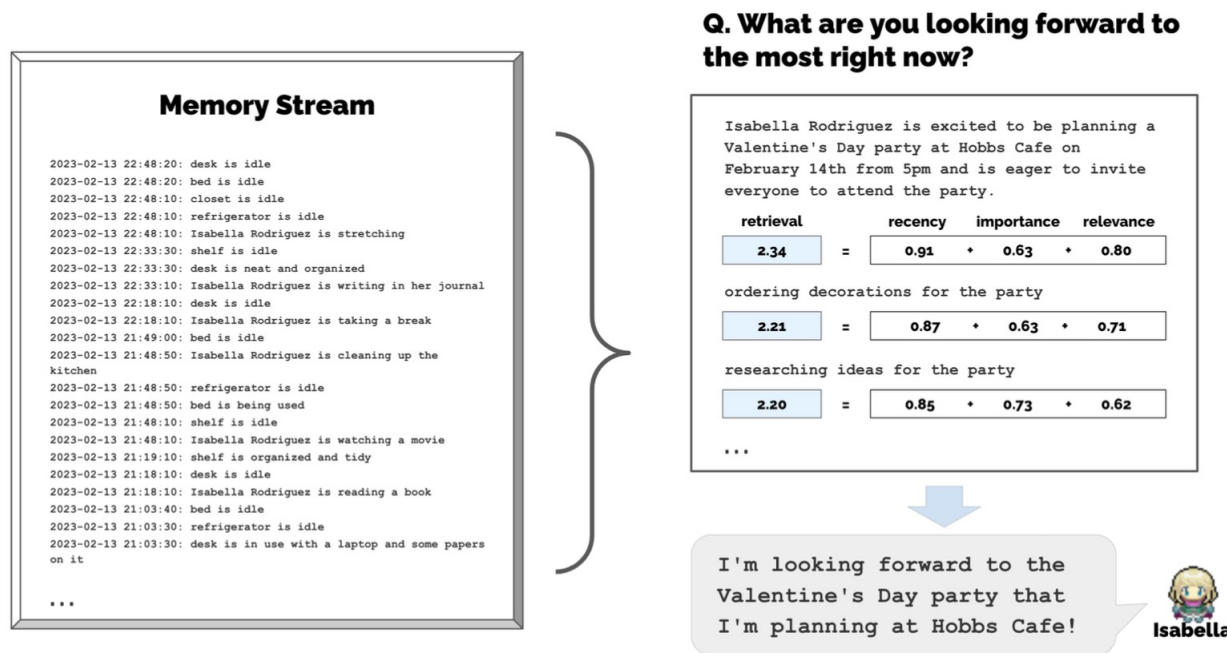 Memory Stream
2023-02-13 22:48:20: desk is idle
2023-02-13 22:48:20: bed is idle
2023-02-13 22:48:10: closet is idle
2023-02-13 22:48:10: refrigerator is idle
2023-02-13 22:48:10: Isabella Rodriguez is stretching
2023-02-13 22:33:30: shelf is idle
2023-02-13 22:33:30: desk is neat and organized
2023-02-13 22:33:10: Isabella Rodriguez is writing in her journal
2023-02-13 22:18:10: desk is idle
2023-02-13 22:18:10: Isabella Rodriguez is taking a break
2023-02-13 21:49:00: bed is idle
2023-02-13 21:48:50: Isabella Rodriguez is cleaning up the
kitchen
2023-02-13 21:48:50: refrigerator is idle
2023-02-13 21:48:50: bed is being used
2023-02-13 21:48:10: shelf is idle
2023-02-13 21:48:10: Isabella Rodriguez is watching a movie
2023-02-13 21:19:10: shelf is organized and tidy
2023-02-13 21:18:10: desk is idle
2023-02-13 21:18:10: Isabella Rodriguez is reading a book
2023-02-13 21:03:40: bed is idle
2023-02-13 21:03:30: refrigerator is idle
2023-02-13 21:03:30: desk is in use with a laptop and some papers
on it
...
Q. What are you looking forward to
the most right now?
Isabella Rodriguez is excited to be planning a
Valentine's Day party at Hobbs Cafe on
February 14th from 5pm and is eager to invite
everyone to attend the party.
retrieval recency importance relevance
2.34 = 0.91 + 0.63 + 0.80
ordering decorations for the party
2.21 = 0.87 + 0.63 + 0.71
researching ideas for the party
2.20 = 0.85 + 0.73 + 0.62
...
I'm looking forward to the
Valentine's Day party that
I'm planning at Hobbs Cafe!
Isabella